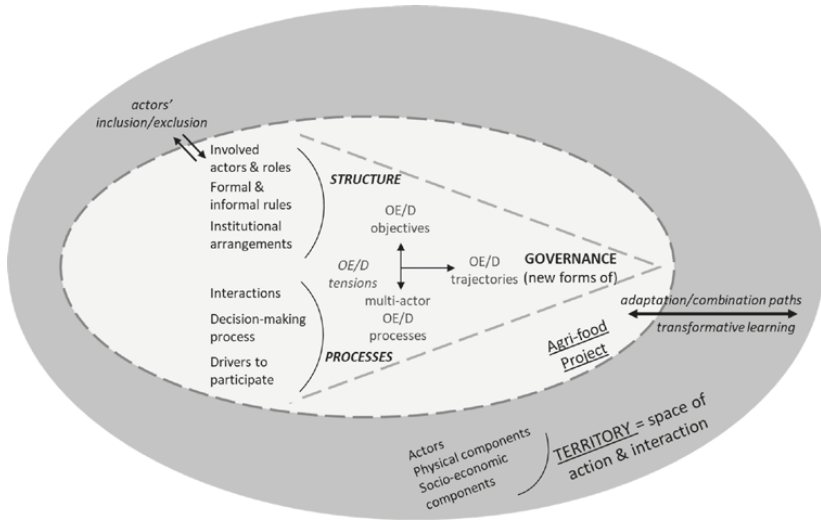 actors'
inclusion/exclusion
Involved
actors & roles
Formal &
informal rules
Institutional
arrangements
STRUCTURE
OE/D
objectives
OE/D
tensions
OE/D
trajectories
GOVERNANCE
(new forms of)
multi-actor
OE/D
processes
Interactions
Decision-making
process
Drivers to
participate
PROCESSES
adaptation/combination paths
transformative learning
Agri-food
Project
Actors
Physical components
Socio-economic
components
TERRITORY = space of
action & interaction